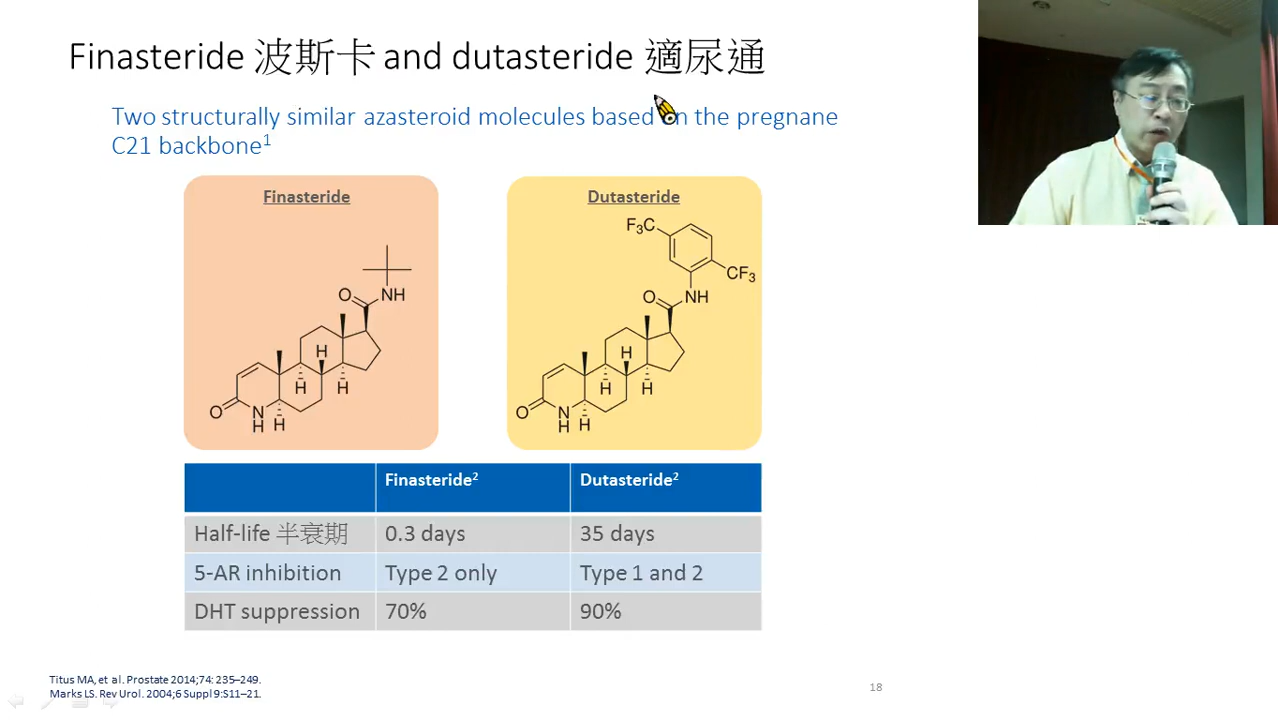 Finasteride 波斯卡 and dutasteride 適尿通
Two structurally similar azasteroid molecules based on the pregnane
C21 backbone1
Finasteride
O
NH
H
H
H
O
N
H
H
Dutasteride
F3C
CF3
O
NH
H
H
H
O
N
H
H
Finasteride2 Dutasteride2
Half-life 半衰期 0.3 days 35 days
5-AR inhibition Type 2 only Type 1 and 2
DHT suppression 70% 90%
Titus MA, et al. Prostate 2014;74: 235–249.
Marks LS. Rev Urol. 2004;6 Suppl 9:S11–21.
18